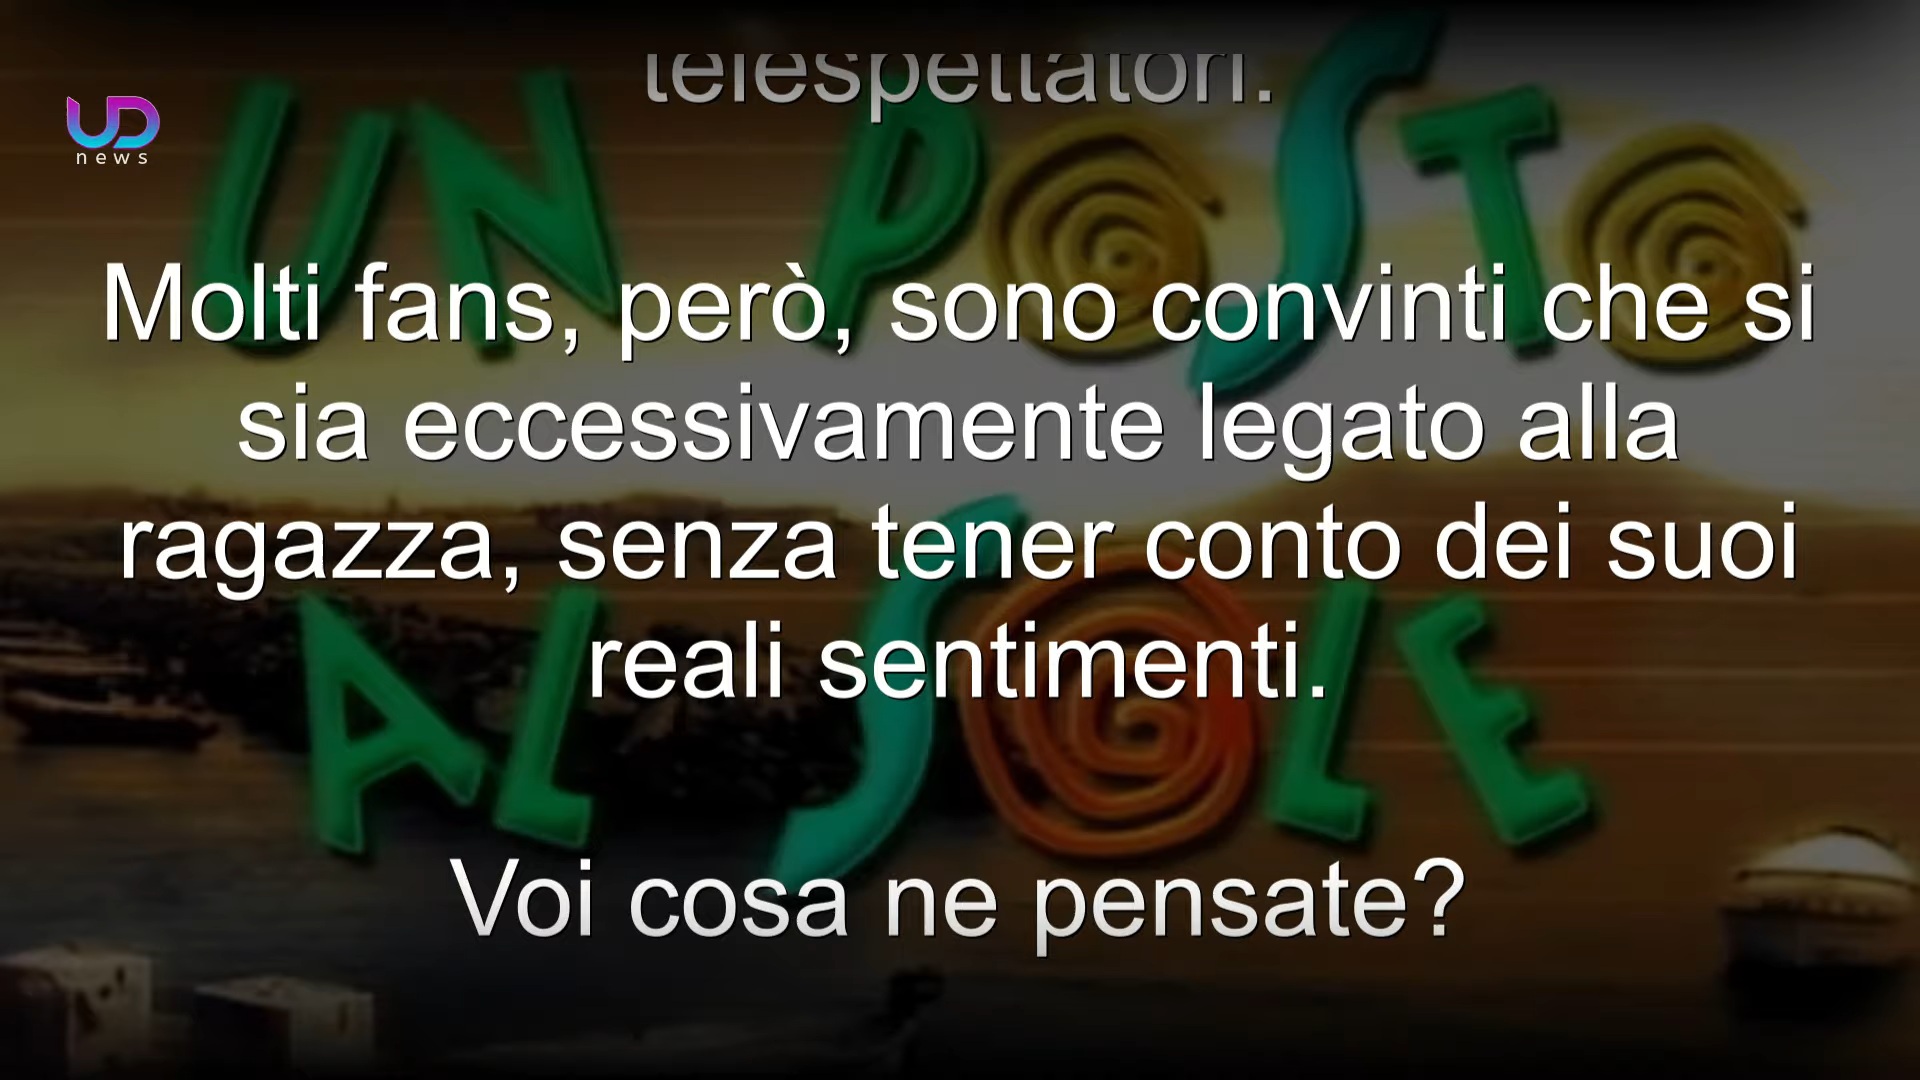 telespettatori.
UD
news
UN POSTO
Molti fans, però, sono convinti che si
sia eccessivamente legato alla
ragazza, senza tener conto dei suoi
reali sentimenti.
AL SOLE
Voi cosa ne pensate?